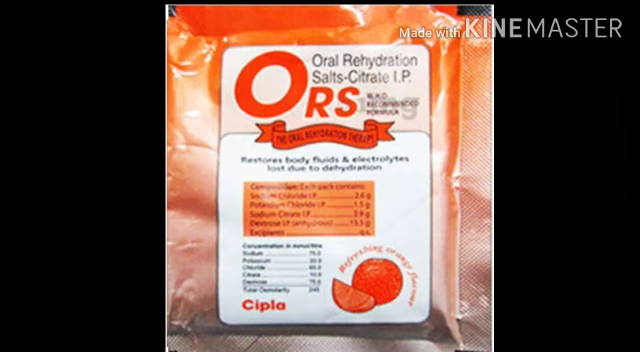 Made with KINEMASTER
Oral Rehydration
Salts-Citrate I.P.
ORS
W.H.O.
RECOMMENDED
FORMULA
THE ORAL REHYDRATION THERAPY
Restores body fluids & electrolytes
lost due to dehydration
Composition: Each pack contains:
Sodium Chloride I.P. 2.6 g
Potassium Chloride I.P. 1.5 g
Sodium Citrate I.P. 2.9 g
Dextrose I.P. (anhydrous) 13.5 g
Excipients q.s.
Concentration in mmol/litre
Sodium 75.0
Potassium 20.0
Chloride 65.0
Citrate 10.0
Dextrose 75.0
Total Osmolarity 245
Refreshing orange flavour
Cipla